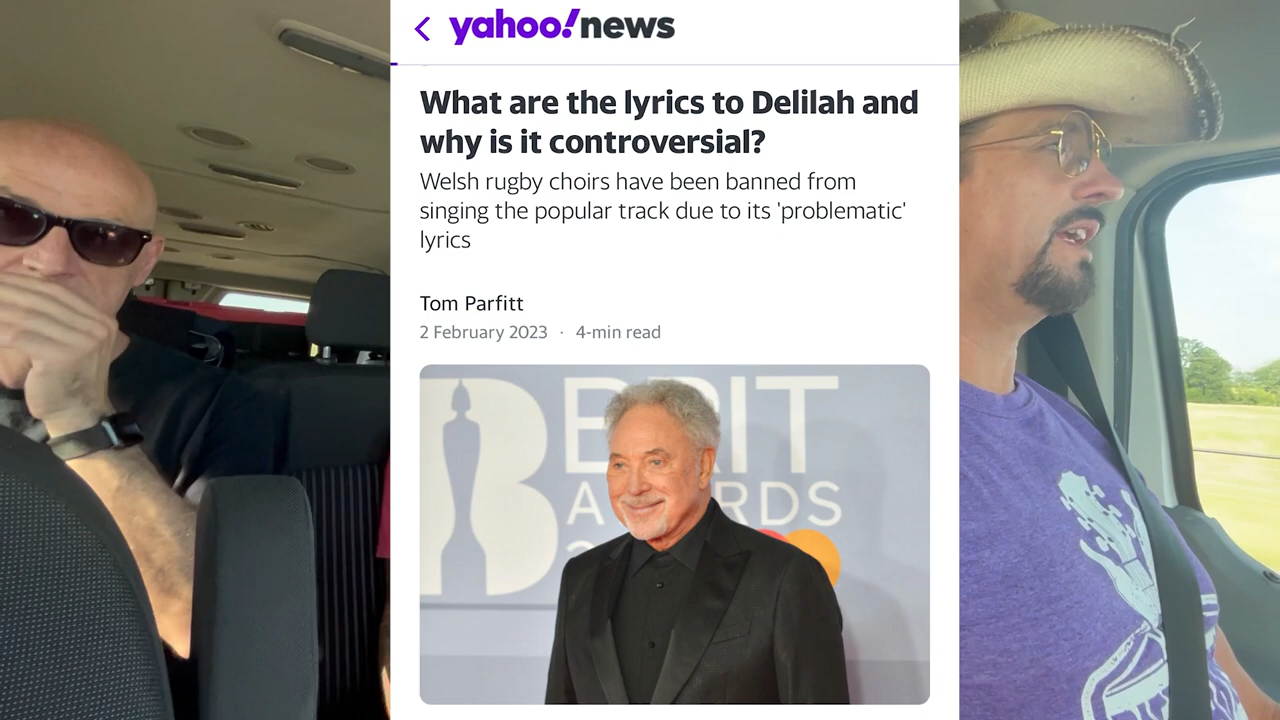 yahoo!news
What are the lyrics to Delilah and
why is it controversial?
Welsh rugby choirs have been banned from
singing the popular track due to its 'problematic'
lyrics
Tom Parfitt
2 February 2023 · 4-min read
BRIT
AWARDS